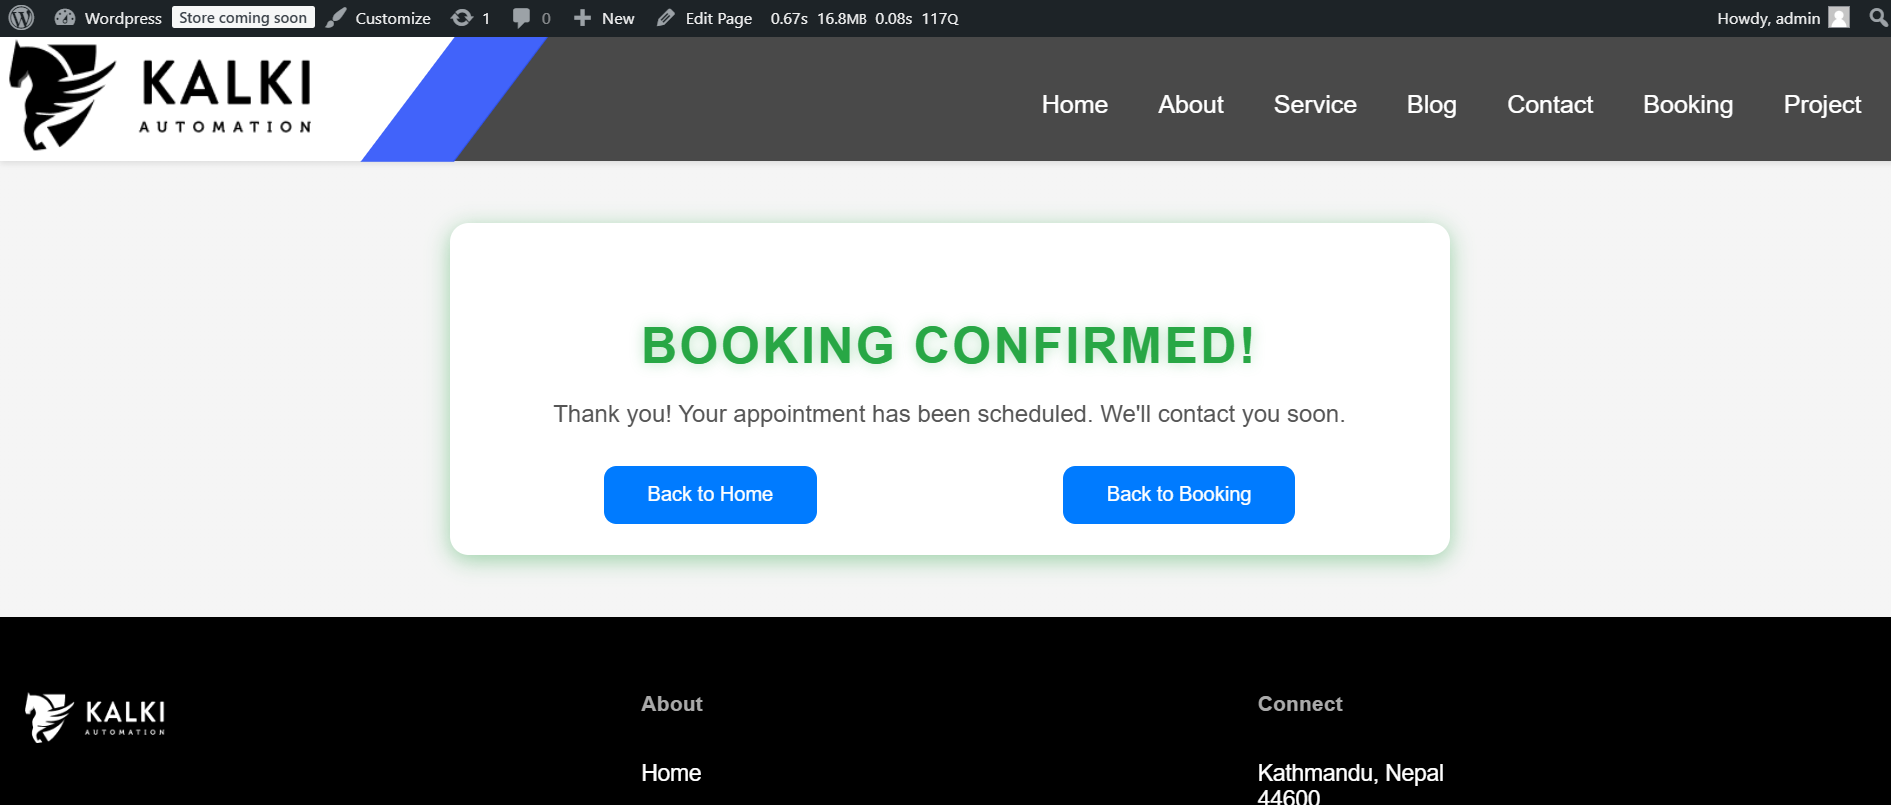 Wordpress Store coming soon Customize 1 0 New Edit Page 0.67s 16.8MB 0.08s 117Q Howdy, admin
KALKI
AUTOMATION
Home About Service Blog Contact Booking Project
BOOKING CONFIRMED!
Thank you! Your appointment has been scheduled. We'll contact you soon.
Back to Home Back to Booking
KALKI
AUTOMATION
About
Home
Connect
Kathmandu, Nepal
44600